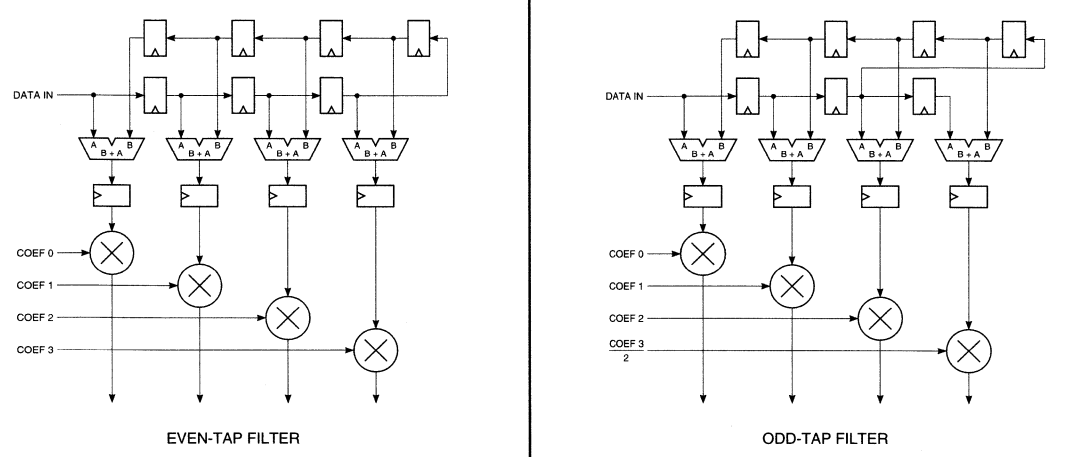 DATA IN
A B A B A B A B
B + A B + A B + A B + A
COEF 0
COEF 1
COEF 2
COEF 3
EVEN-TAP FILTER
DATA IN
A B A B A B A B
B + A B + A B + A B + A
COEF 0
COEF 1
COEF 2
COEF 3
2
ODD-TAP FILTER